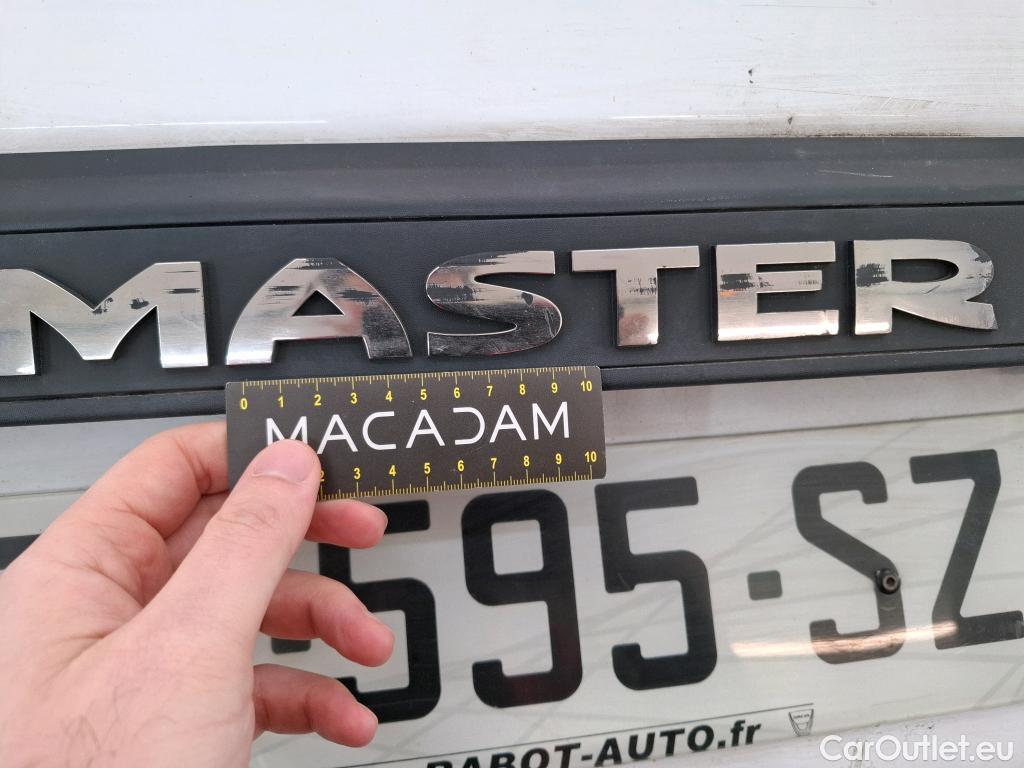 MASTER
0 1 2 3 4 5 6 7 8 9 10
MACADAM
2 3 4 5 6 7 8 9 10
595-SZ
RABOT-AUTO.fr
CarOutlet.eu